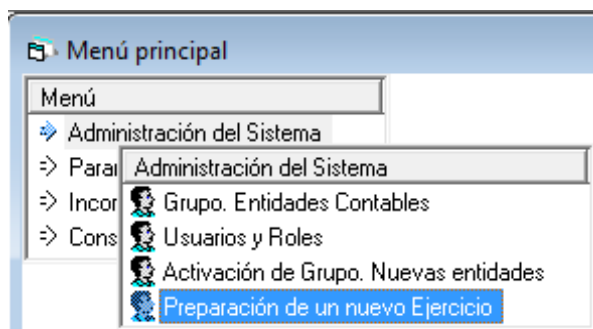 Menú principal
Menú
Administración del Sistema
Administración del Sistema
Grupo. Entidades Contables
Usuarios y Roles
Activación de Grupo. Nuevas entidades
Preparación de un nuevo Ejercicio